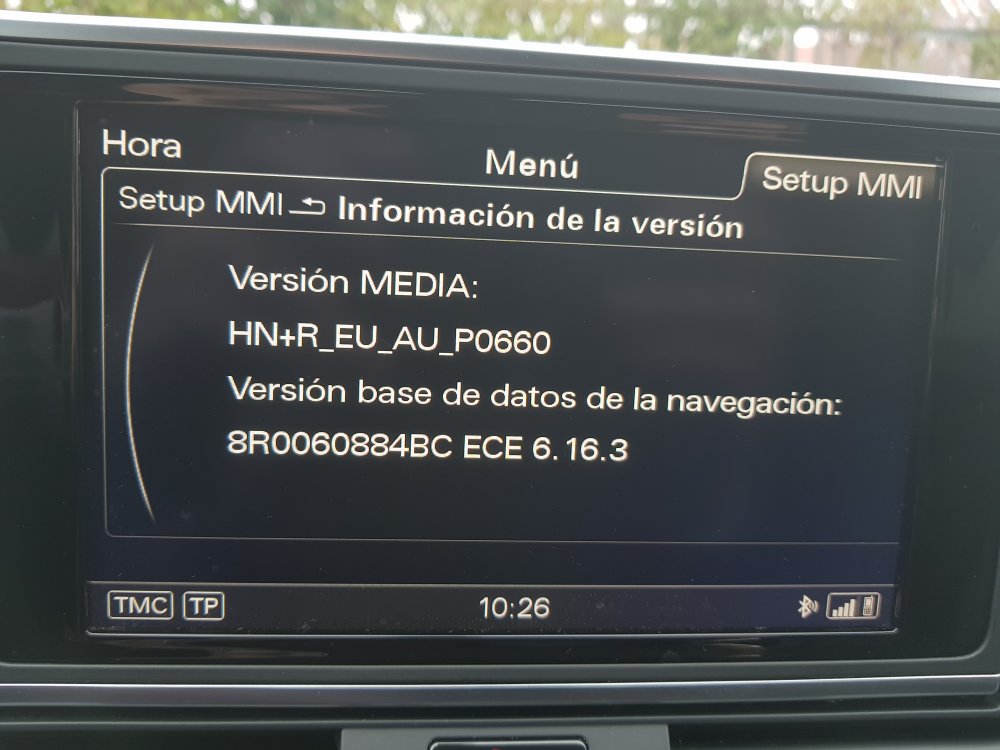 Hora
Menú
Setup MMI
Setup MMI Información de la versión
Versión MEDIA:
HN+R_EU_AU_P0660
Versión base de datos de la navegación:
8R0060884BC ECE 6.16.3
TMC TP 10:26